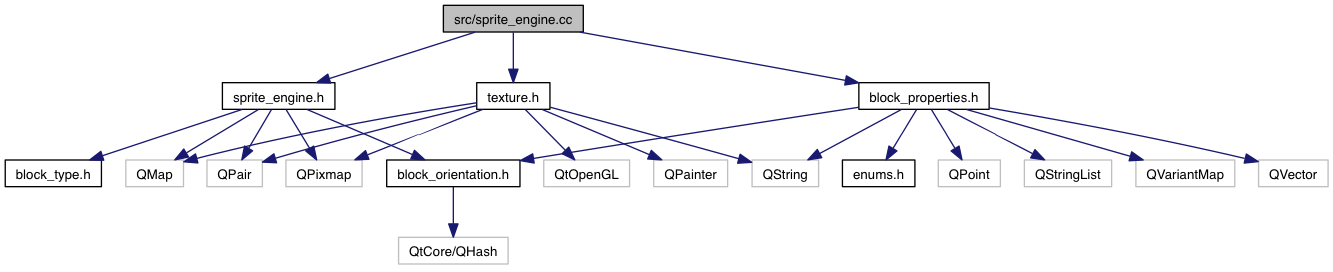 src/sprite_engine.cc
sprite_engine.h
texture.h
block_properties.h
block_type.h
QMap
QPair
QPixmap
block_orientation.h
QtOpenGL
QPainter
QString
enums.h
QPoint
QStringList
QVariantMap
QVector
QtCore/QHash